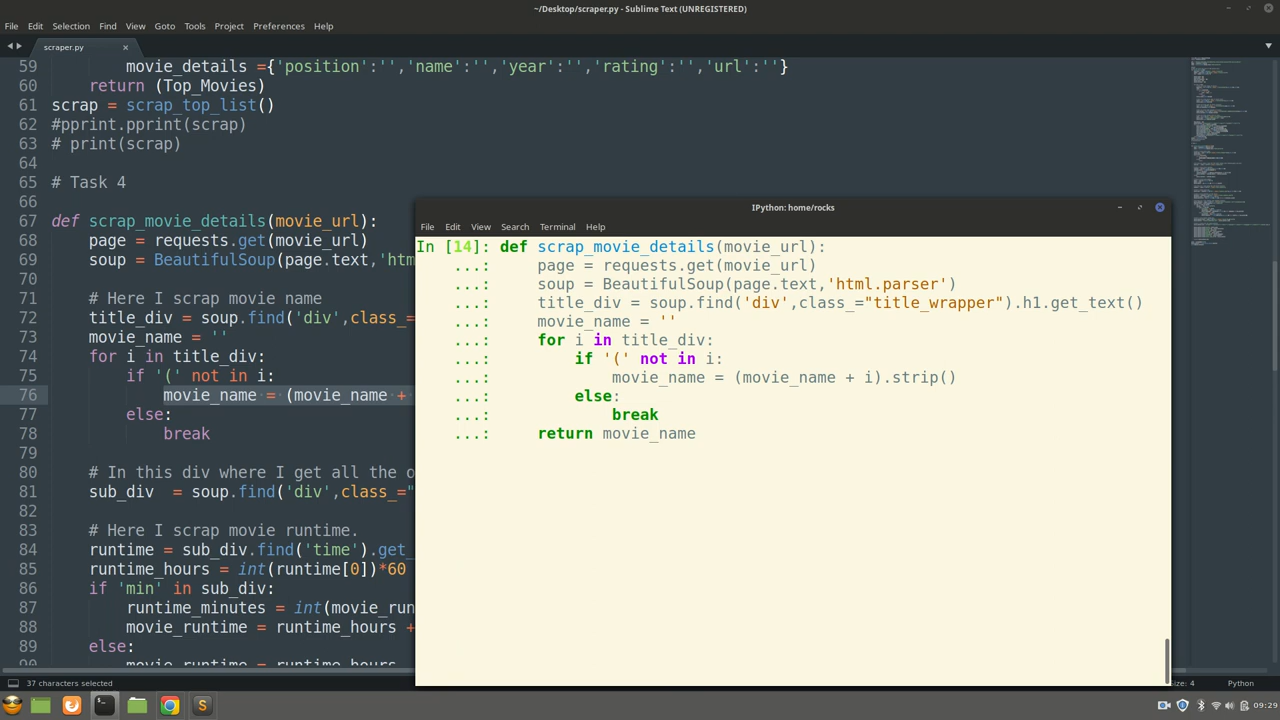 ~/Desktop/scraper.py - Sublime Text (UNREGISTERED)
File Edit Selection Find View Goto Tools Project Preferences Help
scraper.py
59 movie_details ={'position':'','name':'','year':'','rating':'','url':''}
60 return (Top_Movies)
61 scrap = scrap_top_list()
62 #pprint.pprint(scrap)
63 # print(scrap)
64
65 # Task 4
66
67 def scrap_movie_details(movie_url):
68 page = requests.get(movie_url)
69 soup = BeautifulSoup(page.text,'htm
70
71 # Here I scrap movie name
72 title_div = soup.find('div',class_=
73 movie_name = ''
74 for i in title_div:
75 if '(' not in i:
76 movie_name = (movie_name +
77 else:
78 break
79
80 # In this div where I get all the o
81 sub_div = soup.find('div',class_="
82
83 # Here I scrap movie runtime.
84 runtime = sub_div.find('time').get_
85 runtime_hours = int(runtime[0])*60
86 if 'min' in sub_div:
87 runtime_minutes = int(movie_run
88 movie_runtime = runtime_hours +
89 else:
90 movie_runtime = runtime_hours
IPython: home/rocks
File Edit View Search Terminal Help
In [14]: def scrap_movie_details(movie_url):
...: page = requests.get(movie_url)
...: soup = BeautifulSoup(page.text,'html.parser')
...: title_div = soup.find('div',class_="title_wrapper").h1.get_text()
...: movie_name = ''
...: for i in title_div:
...: if '(' not in i:
...: movie_name = (movie_name + i).strip()
...: else:
...: break
...: return movie_name
37 characters selected
Size: 4 Python
09:29